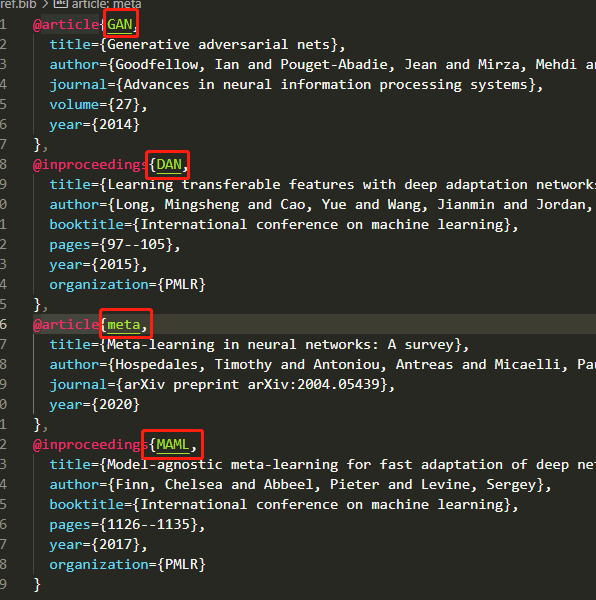 ref.bib > article: meta
1 @article{GAN,
2 title={Generative adversarial nets},
3 author={Goodfellow, Ian and Pouget-Abadie, Jean and Mirza, Mehdi and
4 journal={Advances in neural information processing systems},
5 volume={27},
6 year={2014}
7 },
8 @inproceedings{DAN,
9 title={Learning transferable features with deep adaptation networks
0 author={Long, Mingsheng and Cao, Yue and Wang, Jianmin and Jordan,
1 booktitle={International conference on machine learning},
2 pages={97--105},
3 year={2015},
4 organization={PMLR}
5 },
6 @article{meta,
7 title={Meta-learning in neural networks: A survey},
8 author={Hospedales, Timothy and Antoniou, Antreas and Micaelli, Pa
9 journal={arXiv preprint arXiv:2004.05439},
0 year={2020}
1 },
2 @inproceedings{MAML,
3 title={Model-agnostic meta-learning for fast adaptation of deep ne
4 author={Finn, Chelsea and Abbeel, Pieter and Levine, Sergey},
5 booktitle={International conference on machine learning},
6 pages={1126--1135},
7 year={2017},
8 organization={PMLR}
9 }